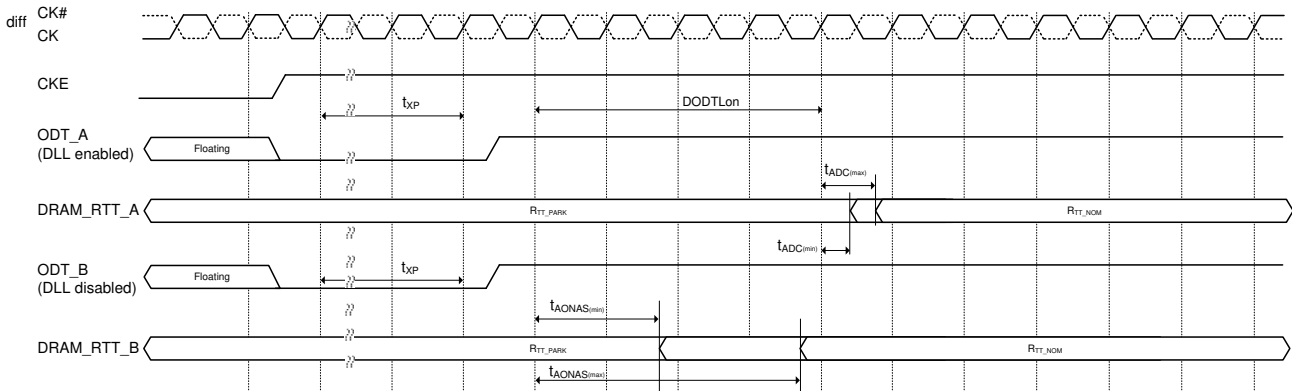 diff CK#
CK
CKE
tXP
DODTLon
ODT_A
(DLL enabled)
Floating
tADC(max)
DRAM_RTT_A
RTT_PARK
RTT_NOM
tADC(min)
ODT_B
(DLL disabled)
Floating
tXP
tAONAS(min)
DRAM_RTT_B
RTT_PARK
RTT_NOM
tAONAS(max)